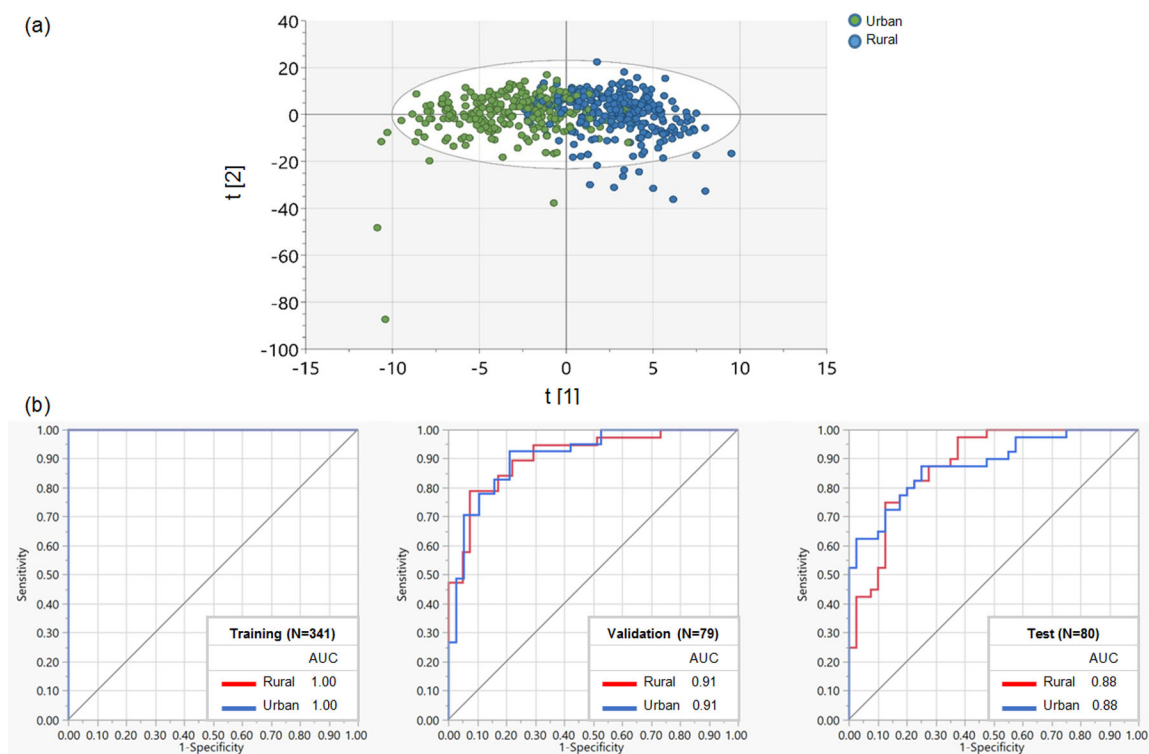 (a)
Urban
Rural
40
20
0
-20
-40
-60
-80
-100
t [2]
-15 -10 -5 0 5 10 15
t [1]
(b)
1.00
0.90
0.80
0.70
0.60
0.50
0.40
0.30
0.20
0.10
0.00
Sensitivity
0.00 0.10 0.20 0.30 0.40 0.50 0.60 0.70 0.80 0.90 1.00
1-Specificity
Training (N=341)
AUC
Rural 1.00
Urban 1.00
1.00
0.90
0.80
0.70
0.60
0.50
0.40
0.30
0.20
0.10
0.00
Sensitivity
0.00 0.10 0.20 0.30 0.40 0.50 0.60 0.70 0.80 0.90 1.00
1-Specificity
Validation (N=79)
AUC
Rural 0.91
Urban 0.91
1.00
0.90
0.80
0.70
0.60
0.50
0.40
0.30
0.20
0.10
0.00
Sensitivity
0.00 0.10 0.20 0.30 0.40 0.50 0.60 0.70 0.80 0.90 1.00
1-Specificity
Test (N=80)
AUC
Rural 0.88
Urban 0.88